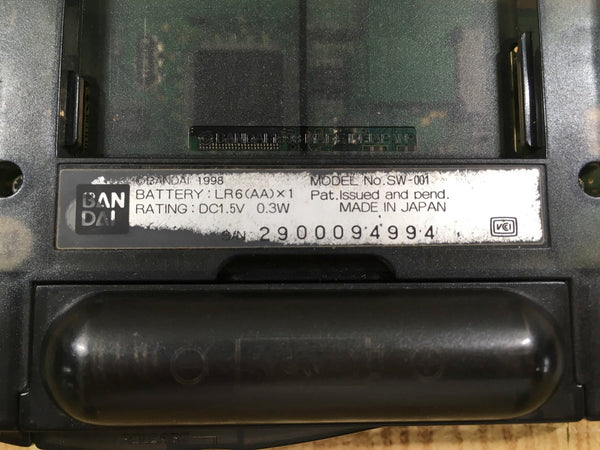 BAN
DAI
©BANDAI 1998
BATTERY:LR6(AA)×1
RATING:DC1.5V 0.3W
MODEL No.SW-001
Pat.Issued and pend.
MADE IN JAPAN
S/N 2900094994
VCI